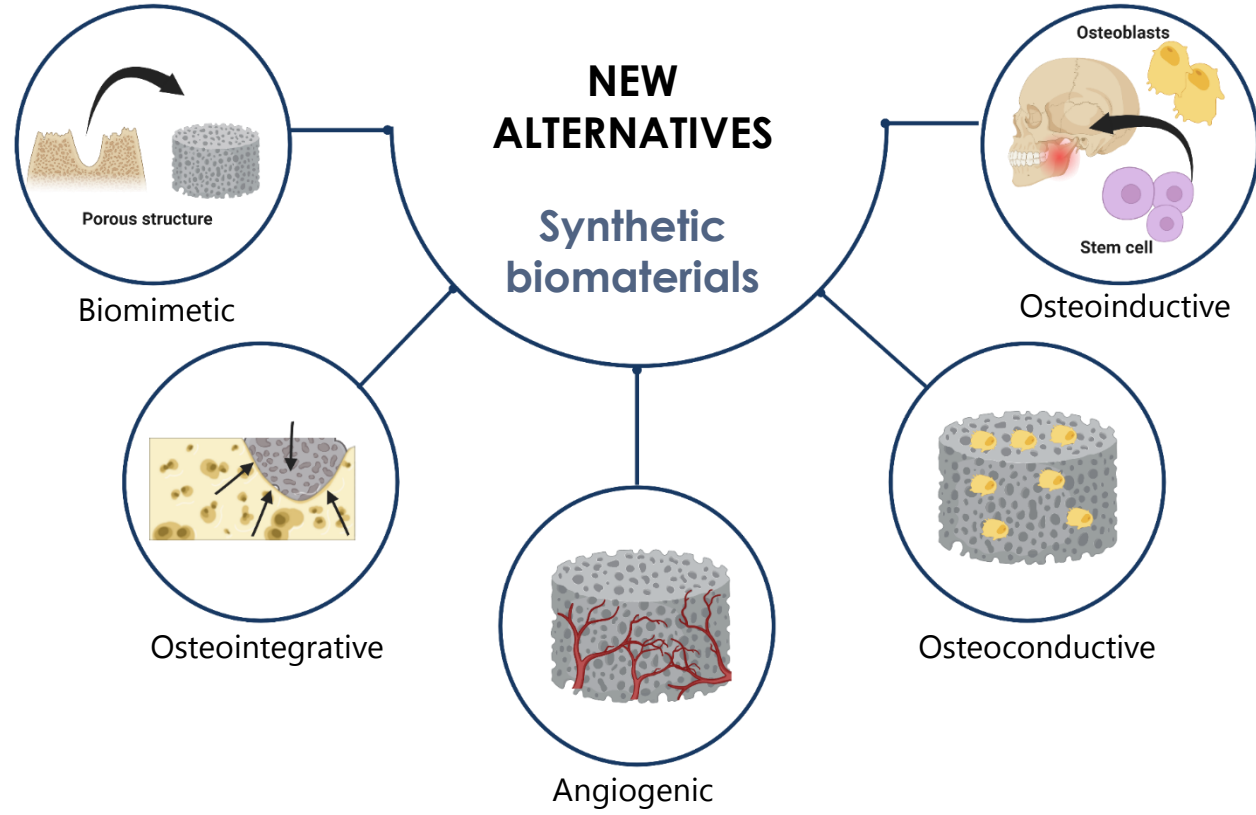 NEW
ALTERNATIVES
Synthetic
biomaterials
Porous structure
Biomimetic
Osteointegrative
Angiogenic
Osteoconductive
Osteoblasts
Stem cell
Osteoinductive